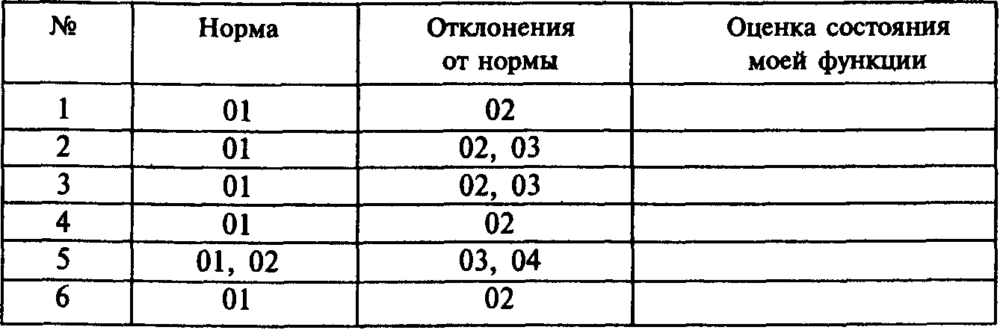 № Норма Отклонения от нормы Оценка состояния моей функции
1 01 02
2 01 02, 03
3 01 02, 03
4 01 02
5 01, 02 03, 04
6 01 02